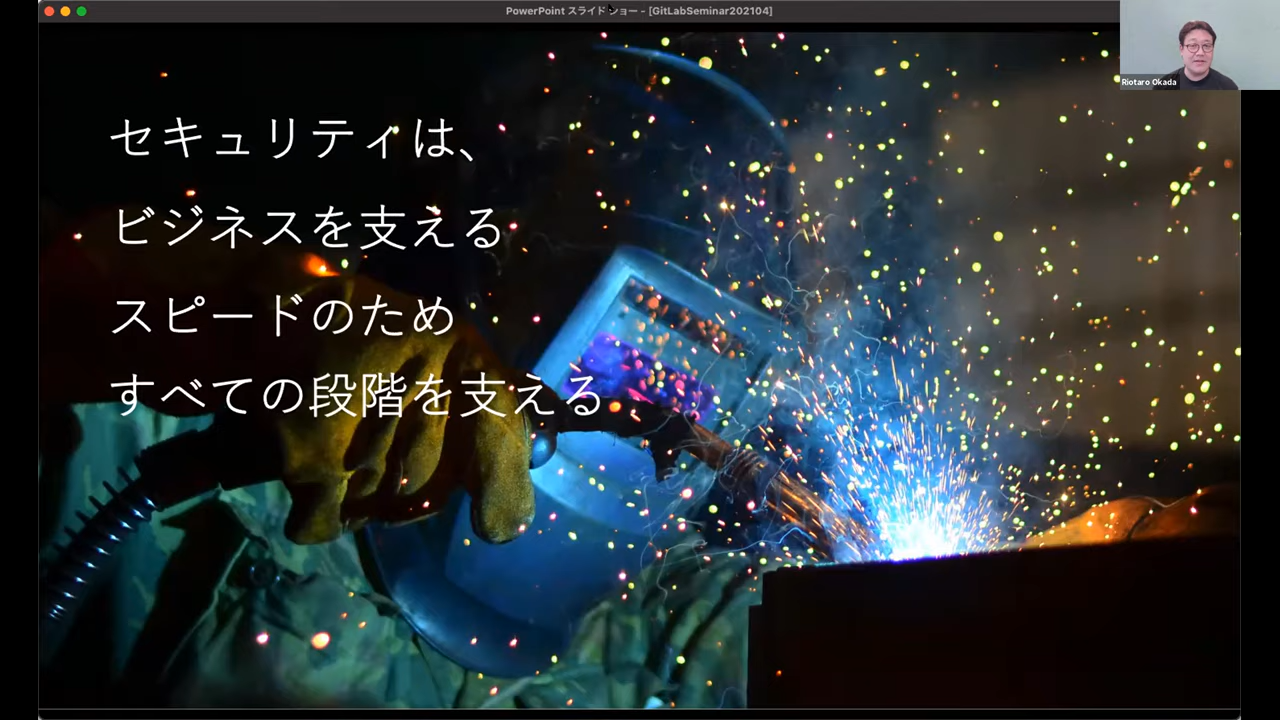 PowerPoint スライド ショー - [GitLabSeminar202104]
Riotaro Okada
セキュリティは、
ビジネスを支える
スピードのため
すべての段階を支える